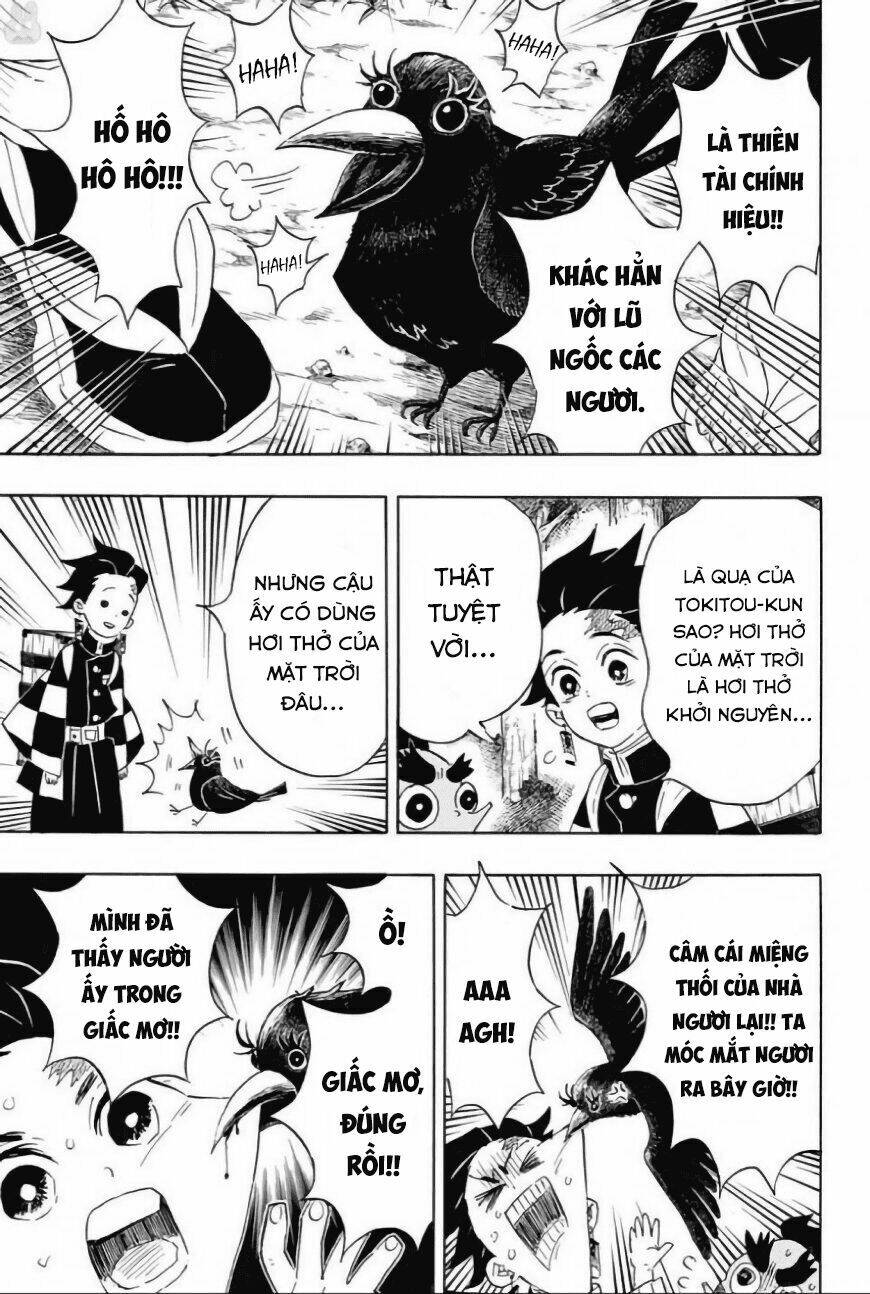 LÀ THIÊN
TÀI CHÍNH
HIỆU!!
KHÁC HẲN
VỚI LŨ
NGỐC CÁC
NGƯƠI.
HAHA!
HAHA!
HAHA!
HỐ HÔ
HÔ HÔ!!!
LÀ QUẠ CỦA
TOKITOU-KUN
SAO? HƠI THỞ
CỦA MẶT TRỜI
LÀ HƠI THỞ
KHỞI NGUYÊN...
THẬT
TUYỆT
VỜI...
NHƯNG CẬU
ẤY CÓ DÙNG
HƠI THỞ CỦA
MẶT TRỜI
ĐÂU...
CÂM CÁI MIỆNG
THỐI CỦA NHÀ
NGƯƠI LẠI!! TA
MÓC MẮT NGƯƠI
RA BÂY GIỜ!!
AAA
AGH!
Ồ!
GIẤC MƠ,
ĐÚNG
RỒI!!
MÌNH ĐÃ
THẤY NGƯỜI
ẤY TRONG
GIẤC MƠ!!